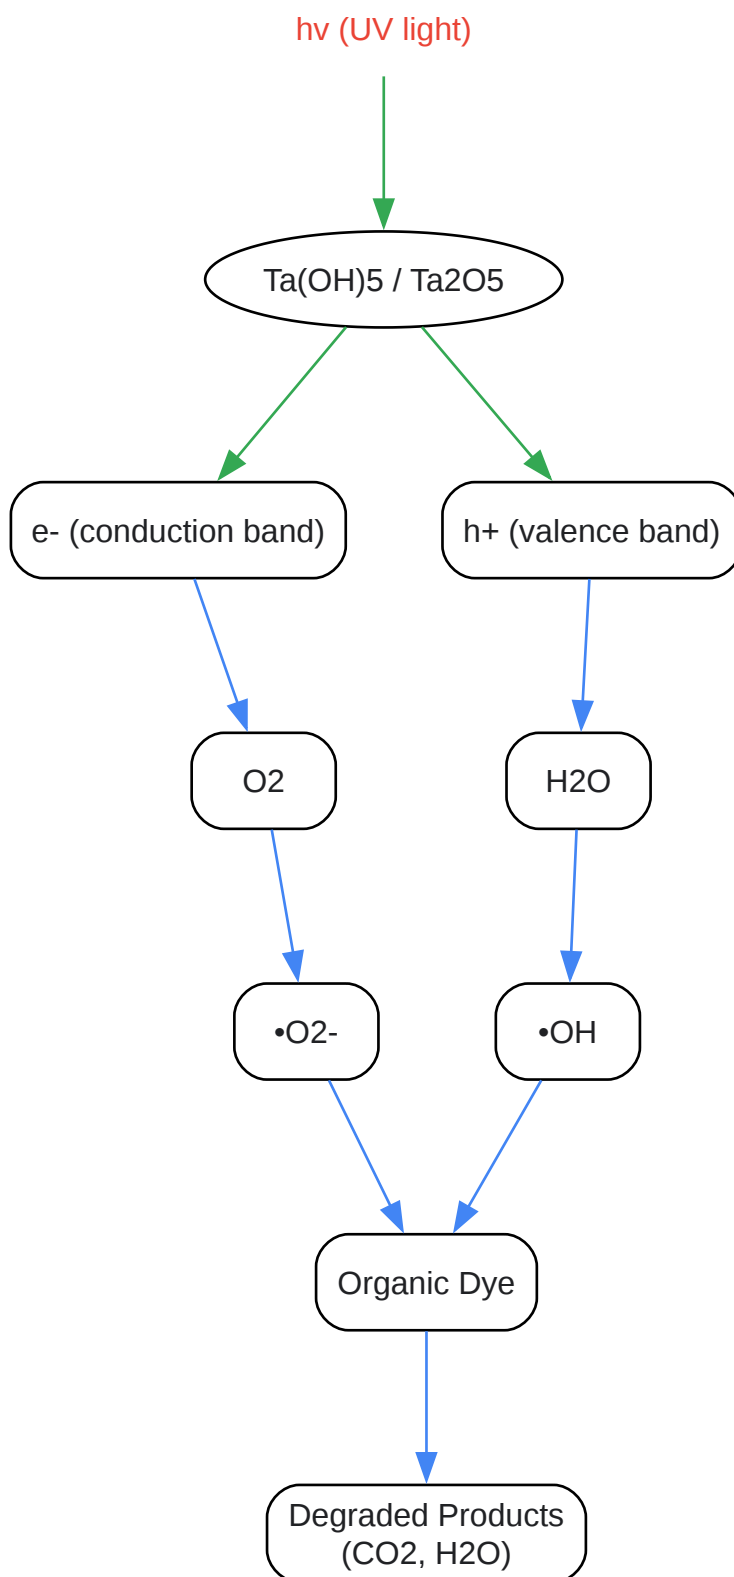 hv (UV light)
Ta(OH)5 / Ta2O5
e- (conduction band)
h+ (valence band)
O2
H2O
•O2-
•OH
Organic Dye
Degraded Products
(CO2, H2O)